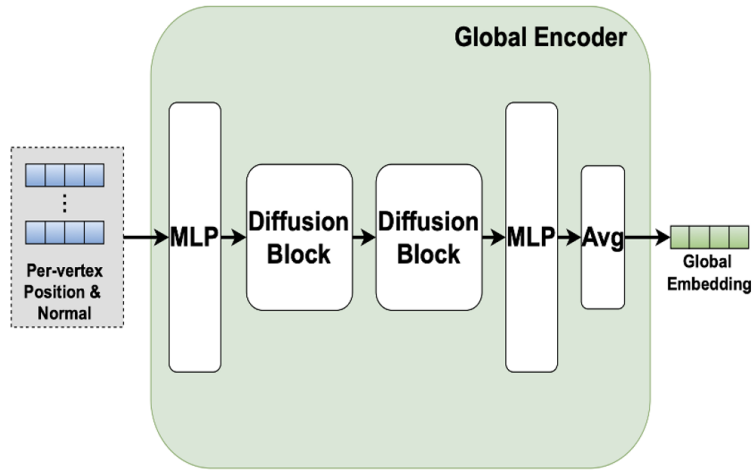 Global Encoder
MLP
Diffusion
Block
Diffusion
Block
MLP
Avg
Per-vertex
Position &
Normal
Global
Embedding